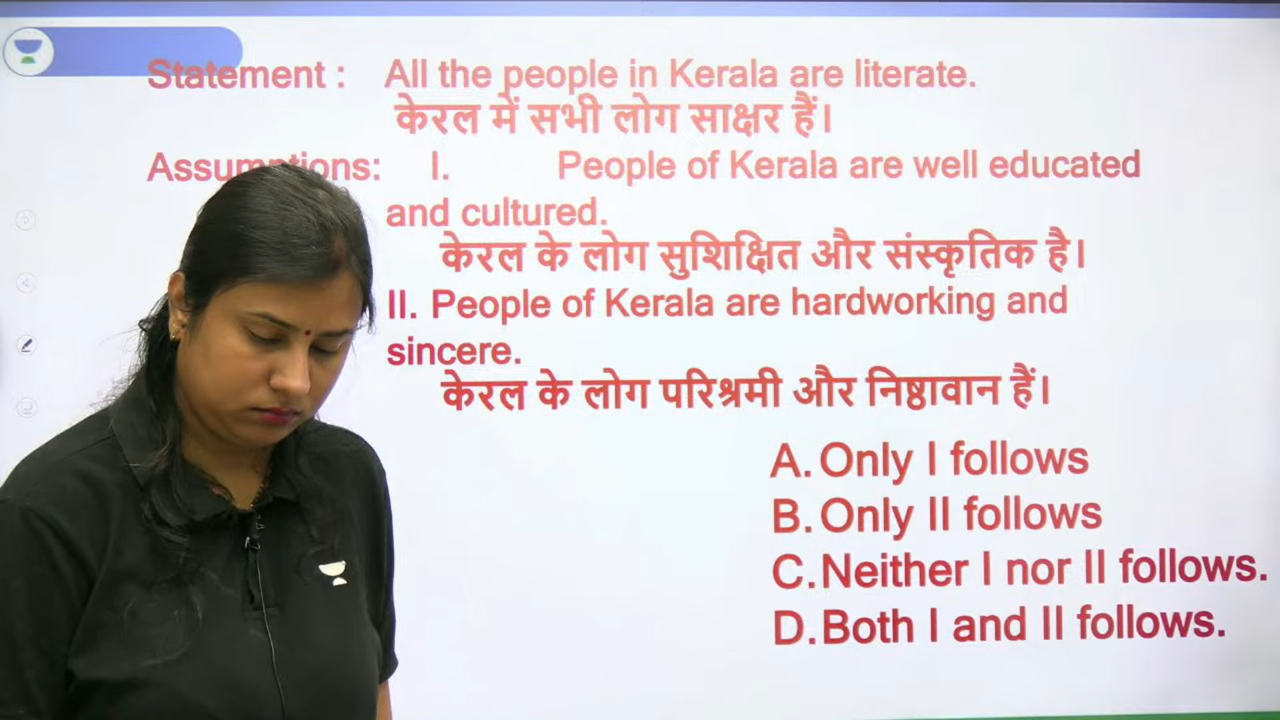 Statement : All the people in Kerala are literate.
केरल में सभी लोग साक्षर हैं।
I. People of Kerala are well educated
and cultured.
केरल के लोग सुशिक्षित और संस्कृतिक है।
II. People of Kerala are hardworking and
sincere.
केरल के लोग परिश्रमी और निष्ठावान हैं।
A. Only I follows
B. Only II follows
C. Neither I nor II follows.
D. Both I and II follows.